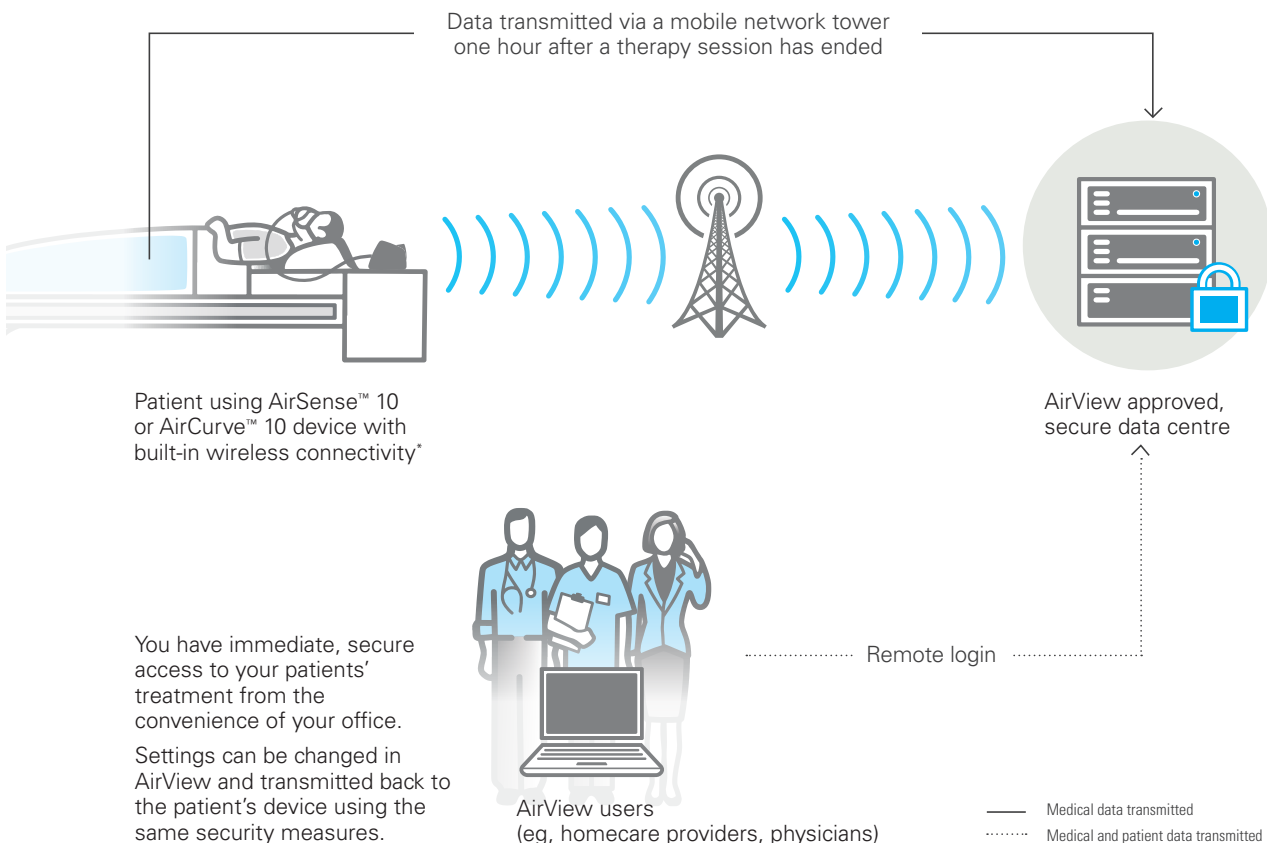 Data transmitted via a mobile network tower
one hour after a therapy session has ended
Patient using AirSense™ 10
or AirCurve™ 10 device with
built-in wireless connectivity*
AirView approved,
secure data centre
You have immediate, secure
access to your patients’
treatment from the
convenience of your office.
Settings can be changed in
AirView and transmitted back to
the patient’s device using the
same security measures.
Remote login
AirView users
(eg, homecare providers, physicians)
Medical data transmitted
Medical and patient data transmitted